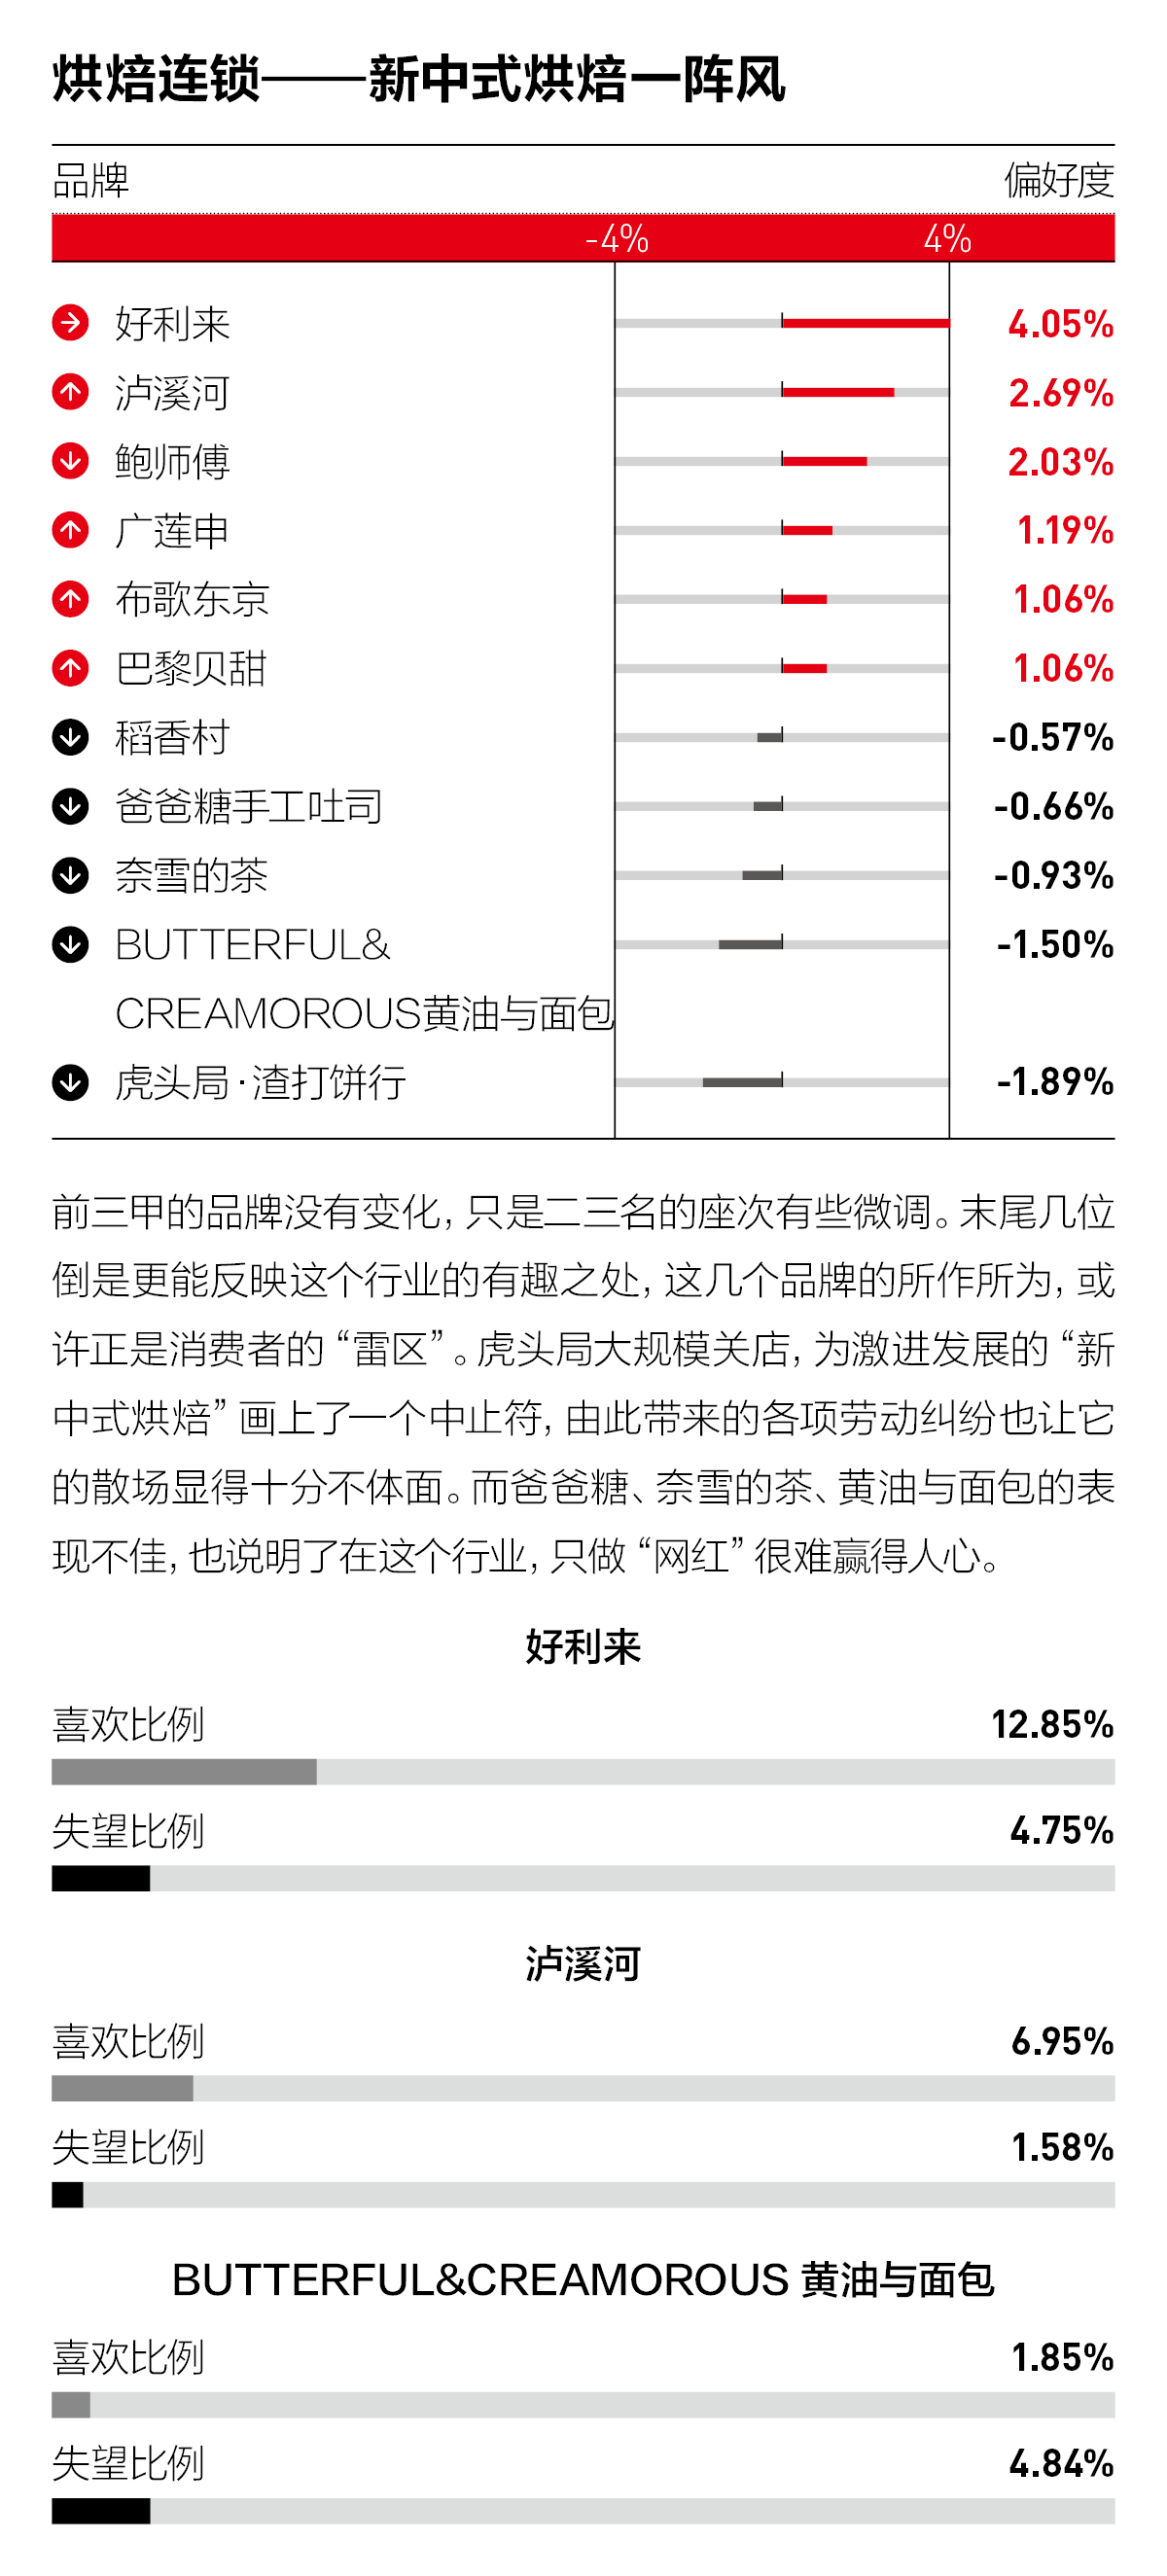 烘焙连锁——新中式烘焙一阵风
品牌 偏好度
-4% 4%
好利来 4.05%
泸溪河 2.69%
鲍师傅 2.03%
广莲申 1.19%
布歌东京 1.06%
巴黎贝甜 1.06%
稻香村 -0.57%
爸爸糖手工吐司 -0.66%
奈雪的茶 -0.93%
BUTTERFUL& -1.50%
CREAMOROUS黄油与面包
虎头局·渣打饼行 -1.89%
前三甲的品牌没有变化，只是二三名的座次有些微调。末尾几位
倒是更能反映这个行业的有趣之处，这几个品牌的所作所为，或
许正是消费者的“雷区”。虎头局大规模关店，为激进发展的“新
中式烘焙”画上了一个中止符，由此带来的各项劳动纠纷也让它
的散场显得十分不体面。而爸爸糖、奈雪的茶、黄油与面包的表
现不佳，也说明了在这个行业，只做“网红”很难赢得人心。
好利来
喜欢比例 12.85%
失望比例 4.75%
泸溪河
喜欢比例 6.95%
失望比例 1.58%
BUTTERFUL&CREAMOROUS 黄油与面包
喜欢比例 1.85%
失望比例 4.84%